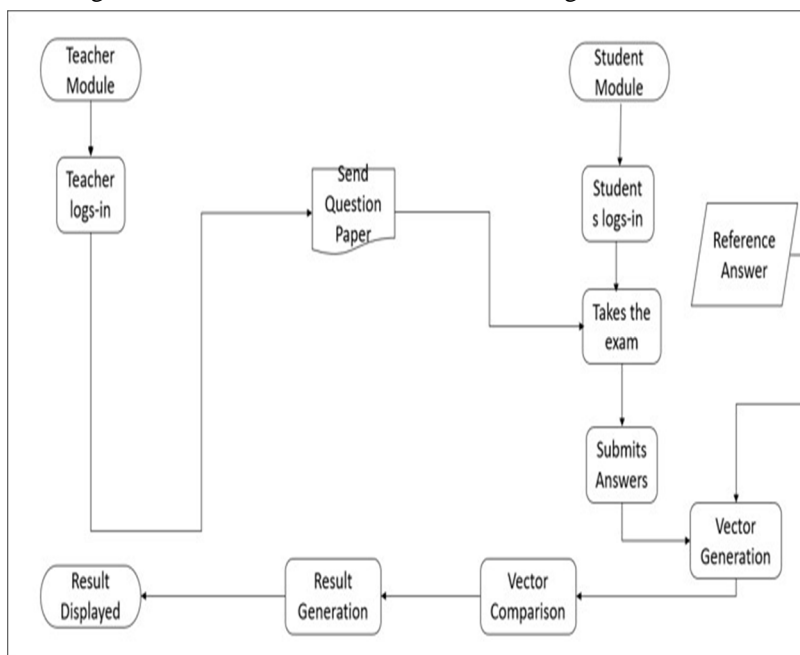 Teacher
Module
Student
Module
Teacher
logs-in
Send
Question
Paper
Student
s logs-in
Reference
Answer
Takes the
exam
Submits
Answers
Vector
Generation
Vector
Comparison
Result
Generation
Result
Displayed